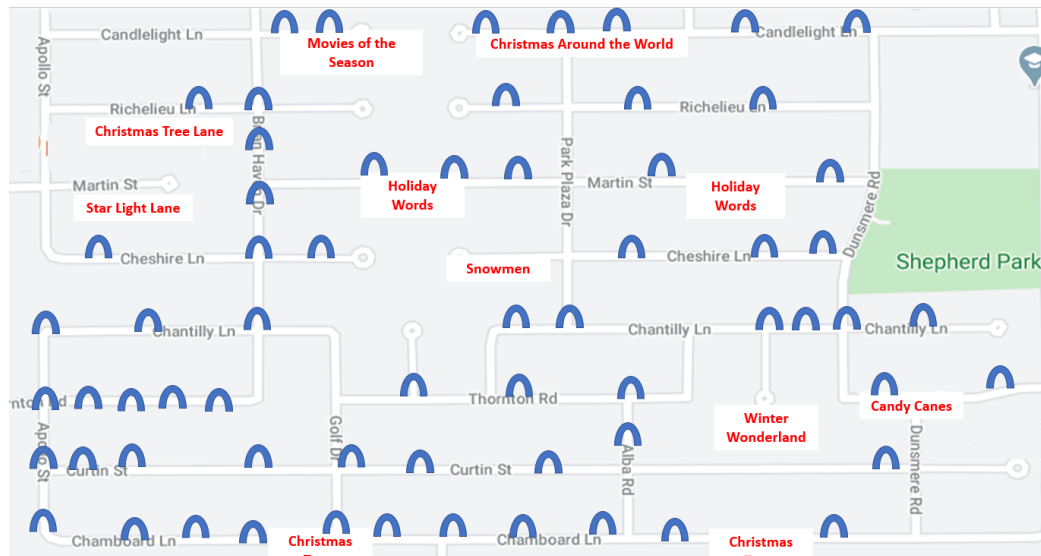 Apollo St
Candlelight Ln
Movies of the
Season
Christmas Around the World
Candlelight Ln
Richelieu Ln
Christmas Tree Lane
Richelieu Ln
Park Plaza Dr
Martin St
Star Light Lane
Holiday
Words
Martin St
Holiday
Words
Dunsmere Rd
Cheshire Ln
Snowmen
Cheshire Ln
Shepherd Park
Chantilly Ln
Chantilly Ln
Chantilly Ln
Thornton Rd
Winter
Wonderland
Candy Canes
Apollo St
Golf Dr
Curtin St
Curtin St
Alba Rd
Dunsmere Rd
Chamboard Ln
Christmas
Chamboard Ln
Christmas